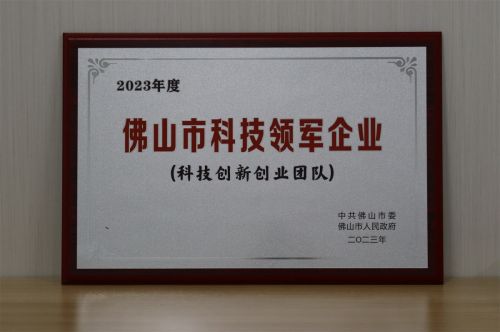 2023年度
佛山市科技领军企业
(科技创新创业团队)
中共佛山市委
佛山市人民政府
二〇二三年